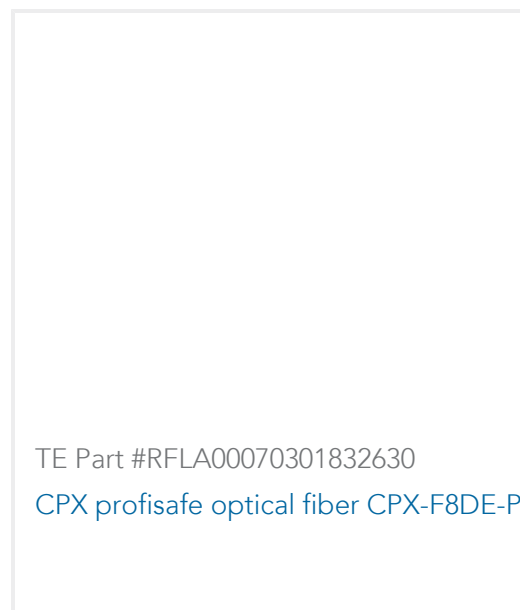 TE Part #RFLA00070301832630
CPX profisafe optical fiber CPX-F8DE-P